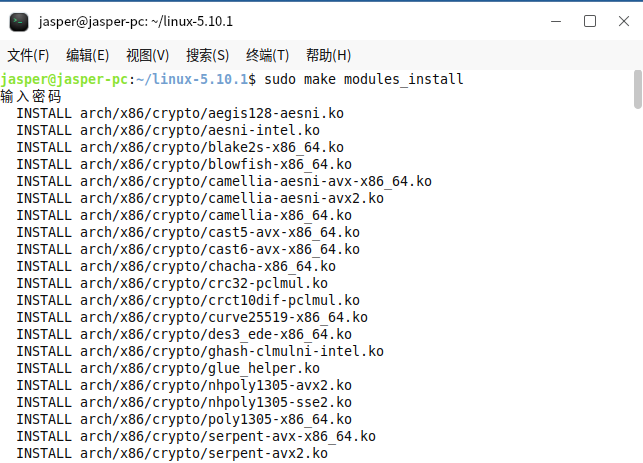 jasper@jasper-pc: ~/linux-5.10.1
文件(F) 编辑(E) 视图(V) 搜索(S) 终端(T) 帮助(H)
jasper@jasper-pc:~/linux-5.10.1$ sudo make modules_install
输入密码
INSTALL arch/x86/crypto/aegis128-aesni.ko
INSTALL arch/x86/crypto/aesni-intel.ko
INSTALL arch/x86/crypto/blake2s-x86_64.ko
INSTALL arch/x86/crypto/blowfish-x86_64.ko
INSTALL arch/x86/crypto/camellia-aesni-avx-x86_64.ko
INSTALL arch/x86/crypto/camellia-aesni-avx2.ko
INSTALL arch/x86/crypto/camellia-x86_64.ko
INSTALL arch/x86/crypto/cast5-avx-x86_64.ko
INSTALL arch/x86/crypto/cast6-avx-x86_64.ko
INSTALL arch/x86/crypto/chacha-x86_64.ko
INSTALL arch/x86/crypto/crc32-pclmul.ko
INSTALL arch/x86/crypto/crct10dif-pclmul.ko
INSTALL arch/x86/crypto/curve25519-x86_64.ko
INSTALL arch/x86/crypto/des3_ede-x86_64.ko
INSTALL arch/x86/crypto/ghash-clmulni-intel.ko
INSTALL arch/x86/crypto/glue_helper.ko
INSTALL arch/x86/crypto/nhpoly1305-avx2.ko
INSTALL arch/x86/crypto/nhpoly1305-sse2.ko
INSTALL arch/x86/crypto/poly1305-x86_64.ko
INSTALL arch/x86/crypto/serpent-avx-x86_64.ko
INSTALL arch/x86/crypto/serpent-avx2.ko